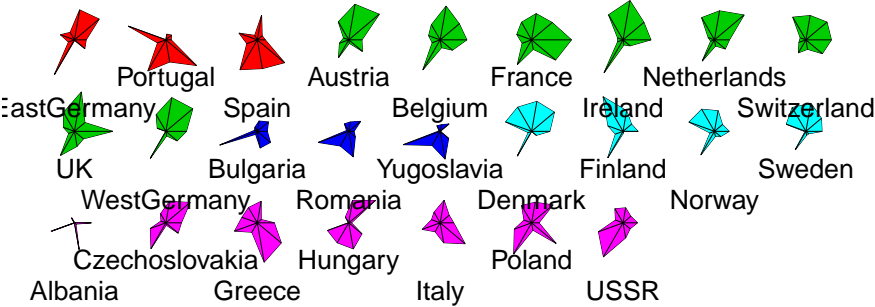 Portugal Austria France Netherlands
EastGermany Spain Belgium Ireland Switzerland
UK Bulgaria Yugoslavia Finland Sweden
WestGermany Romania Denmark Norway
Czechoslovakia Hungary Poland
Albania Greece Italy USSR